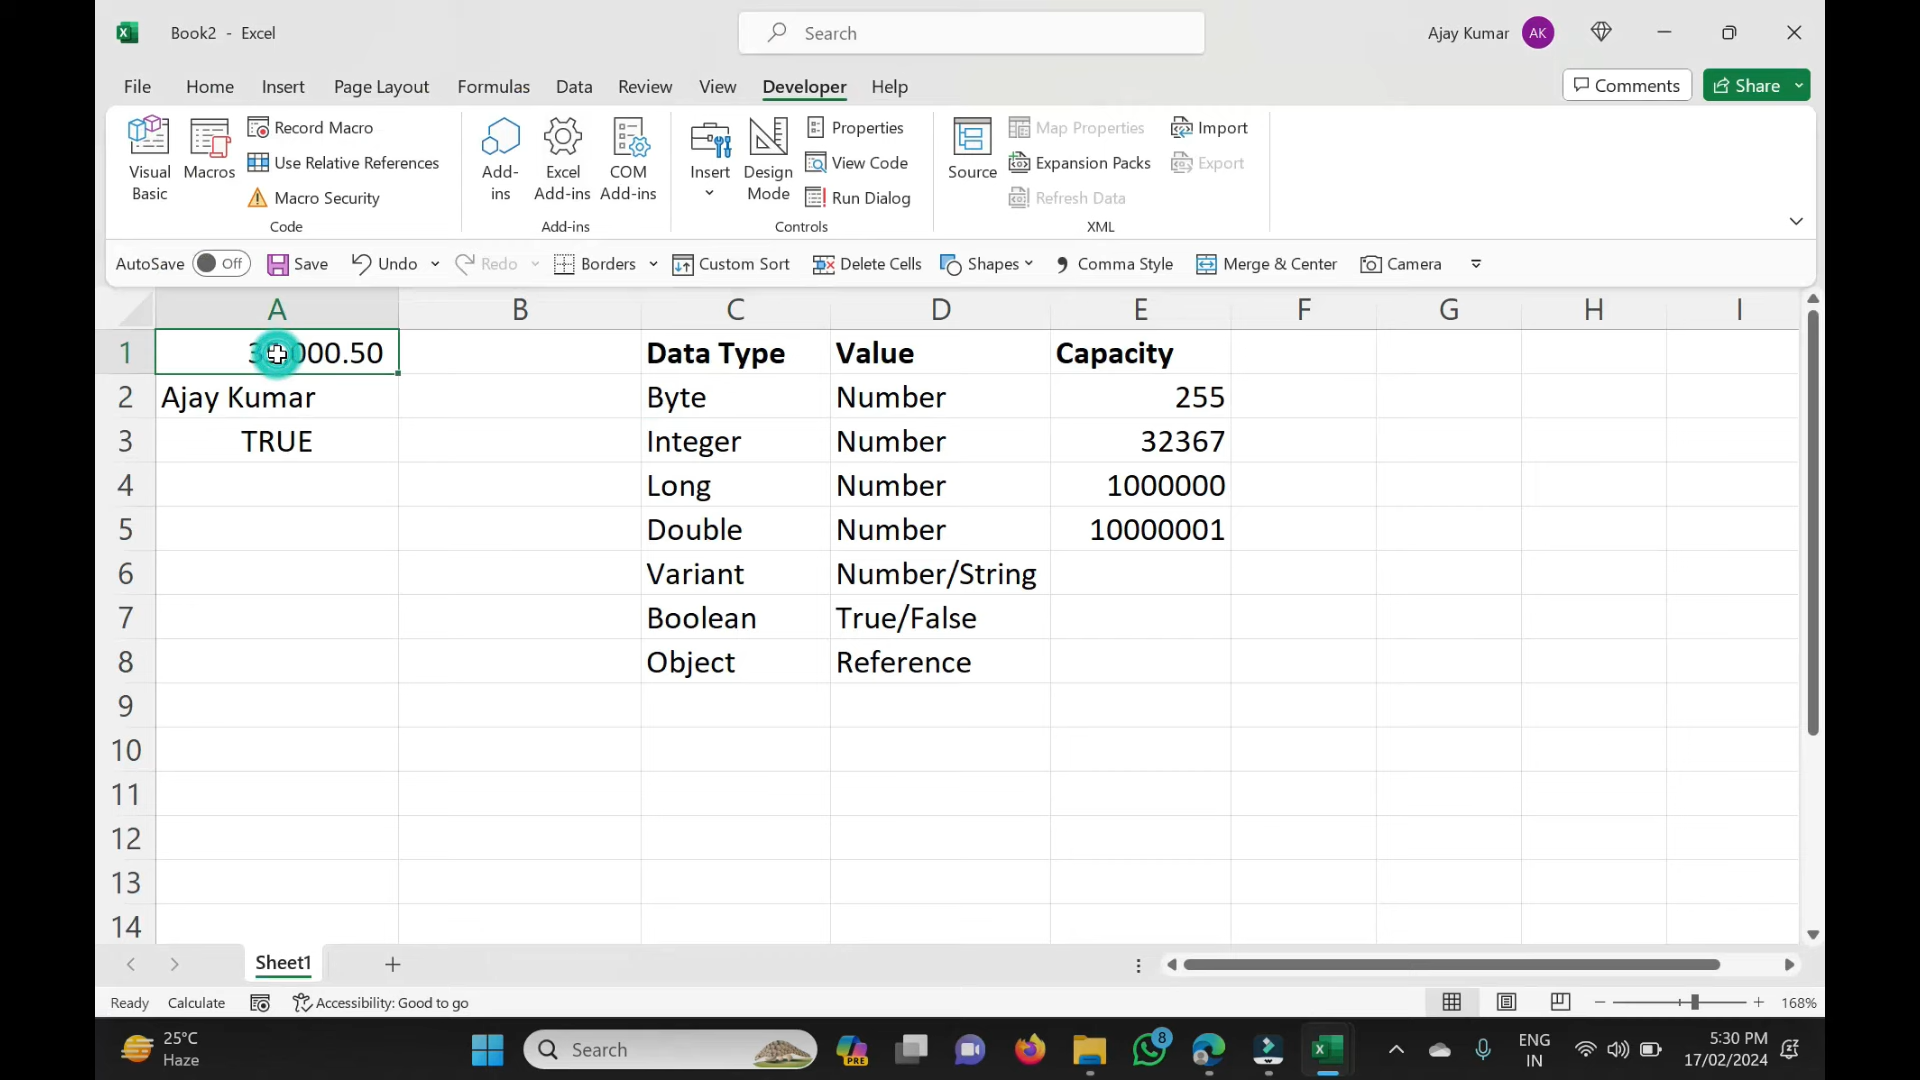 Book2 - Excel
Search
Ajay Kumar AK
File Home Insert Page Layout Formulas Data Review View Developer Help
Comments Share
Visual Basic
Macros
Record Macro
Use Relative References
Macro Security
Code
Add-ins
Excel Add-ins
COM Add-ins
Add-ins
Insert
Design Mode
Properties
View Code
Run Dialog
Controls
Source
Map Properties
Expansion Packs
Refresh Data
Import
Export
XML
AutoSave Off Save Undo Redo Borders Custom Sort Delete Cells Shapes Comma Style Merge & Center Camera
A B C D E F G H I
1 Data Type Value Capacity
2 Ajay Kumar Byte Number 255
3 TRUE Integer Number 32367
4 Long Number 1000000
5 Double Number 10000001
6 Variant Number/String
7 Boolean True/False
8 Object Reference
9
10
11
12
13
14
Sheet1
Ready Calculate Accessibility: Good to go 168%
25°C
Haze
Search
PRE
8
ENG
IN
5:30 PM
17/02/2024